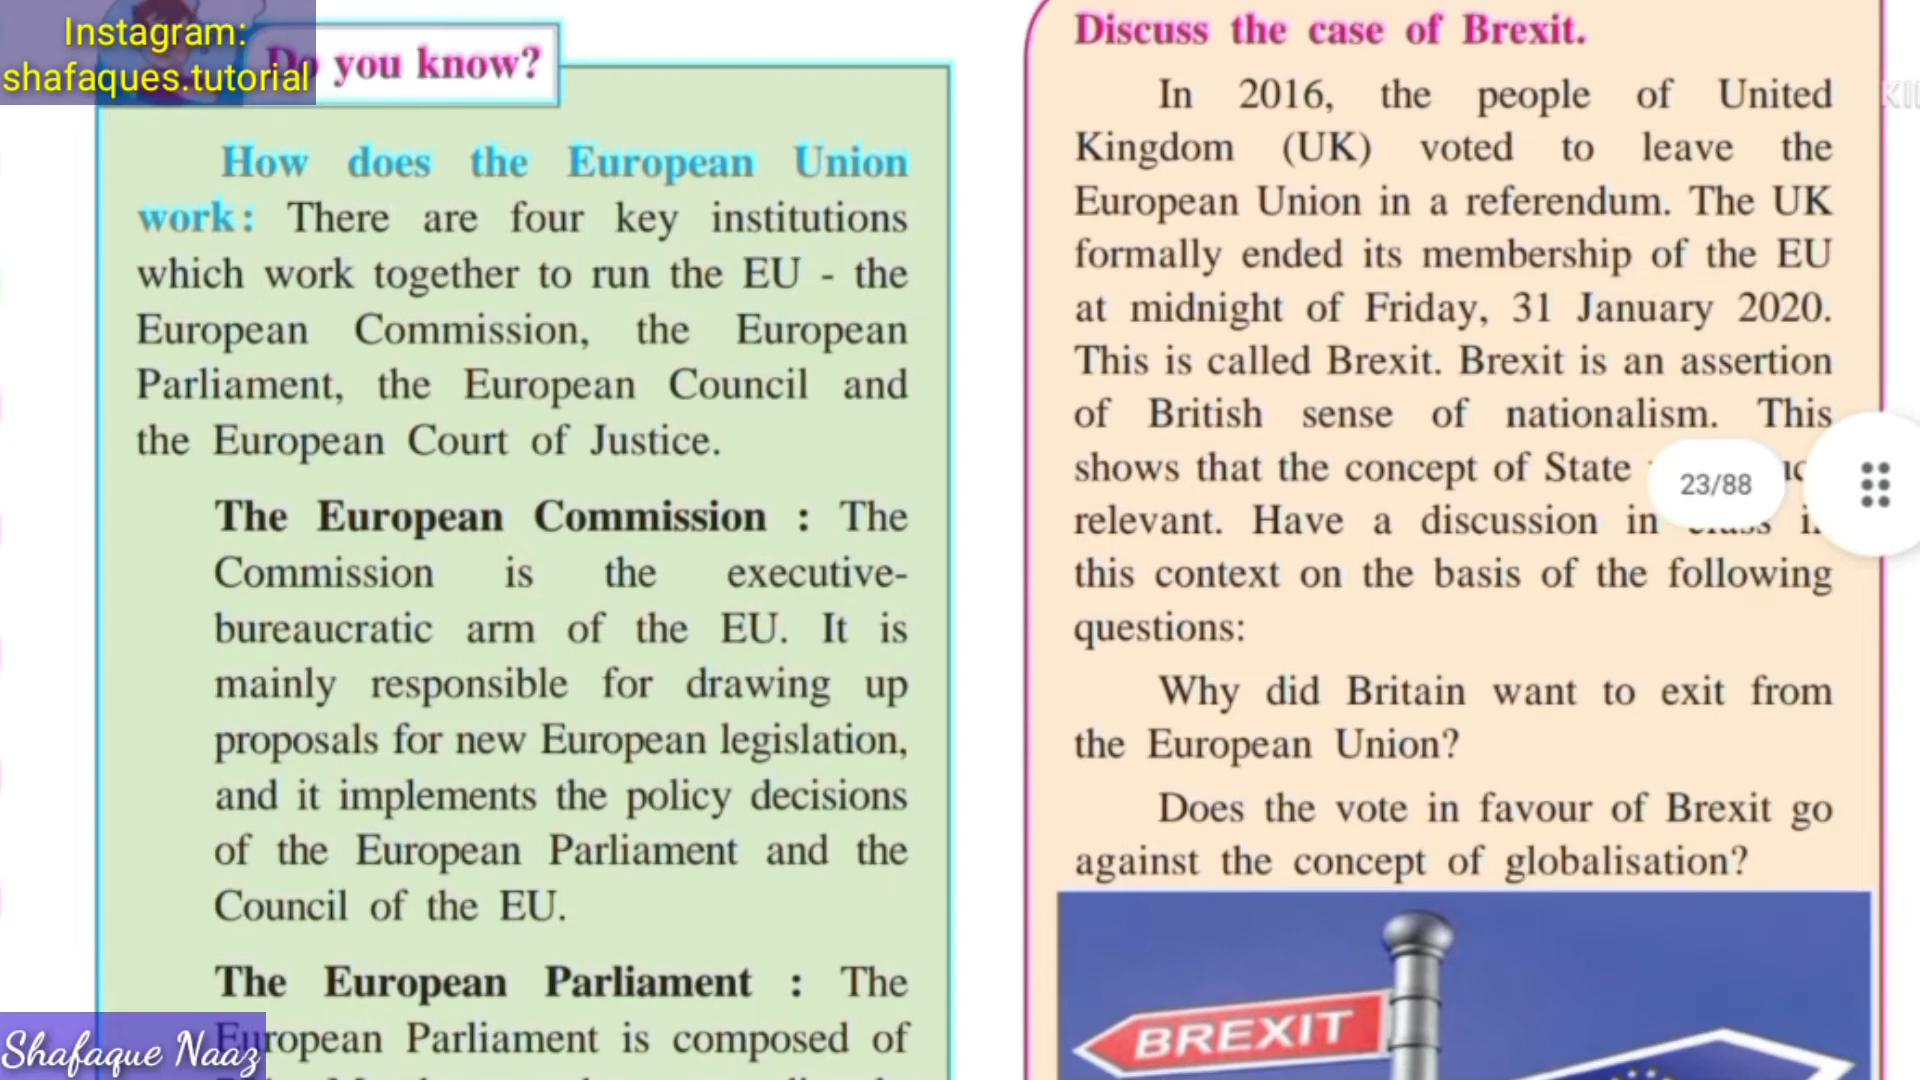 Instagram:
shafaques.tutorial
you know?
How does the European Union
work: There are four key institutions
which work together to run the EU - the
European Commission, the European
Parliament, the European Council and
the European Court of Justice.
The European Commission : The
Commission is the executive-
bureaucratic arm of the EU. It is
mainly responsible for drawing up
proposals for new European legislation,
and it implements the policy decisions
of the European Parliament and the
Council of the EU.
The European Parliament : The
European Parliament is composed of
Shafaque Naaz
Discuss the case of Brexit.
In 2016, the people of United
Kingdom (UK) voted to leave the
European Union in a referendum. The UK
formally ended its membership of the EU
at midnight of Friday, 31 January 2020.
This is called Brexit. Brexit is an assertion
of British sense of nationalism. This
shows that the concept of State
relevant. Have a discussion in class
this context on the basis of the following
questions:
Why did Britain want to exit from
the European Union?
Does the vote in favour of Brexit go
against the concept of globalisation?
BREXIT
23/88